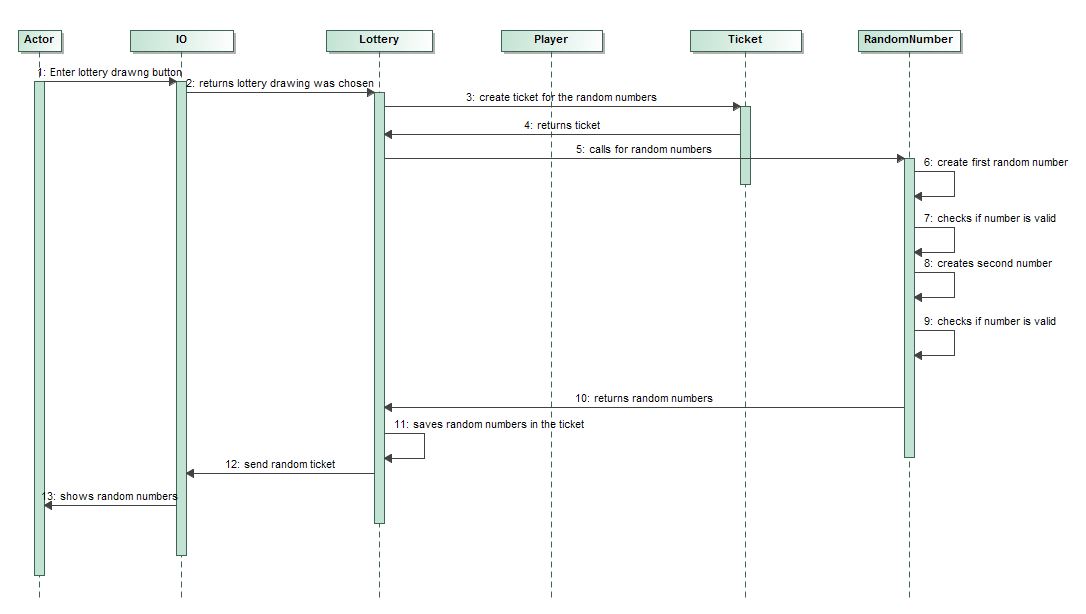 Actor
IO
Lottery
Player
Ticket
RandomNumber
1: Enter lottery drawng button
2: returns lottery drawing was chosen
3: create ticket for the random numbers
4: returns ticket
5: calls for random numbers
6: create first random number
7: checks if number is valid
8: creates second number
9: checks if number is valid
10: returns random numbers
11: saves random numbers in the ticket
12: send random ticket
13: shows random numbers